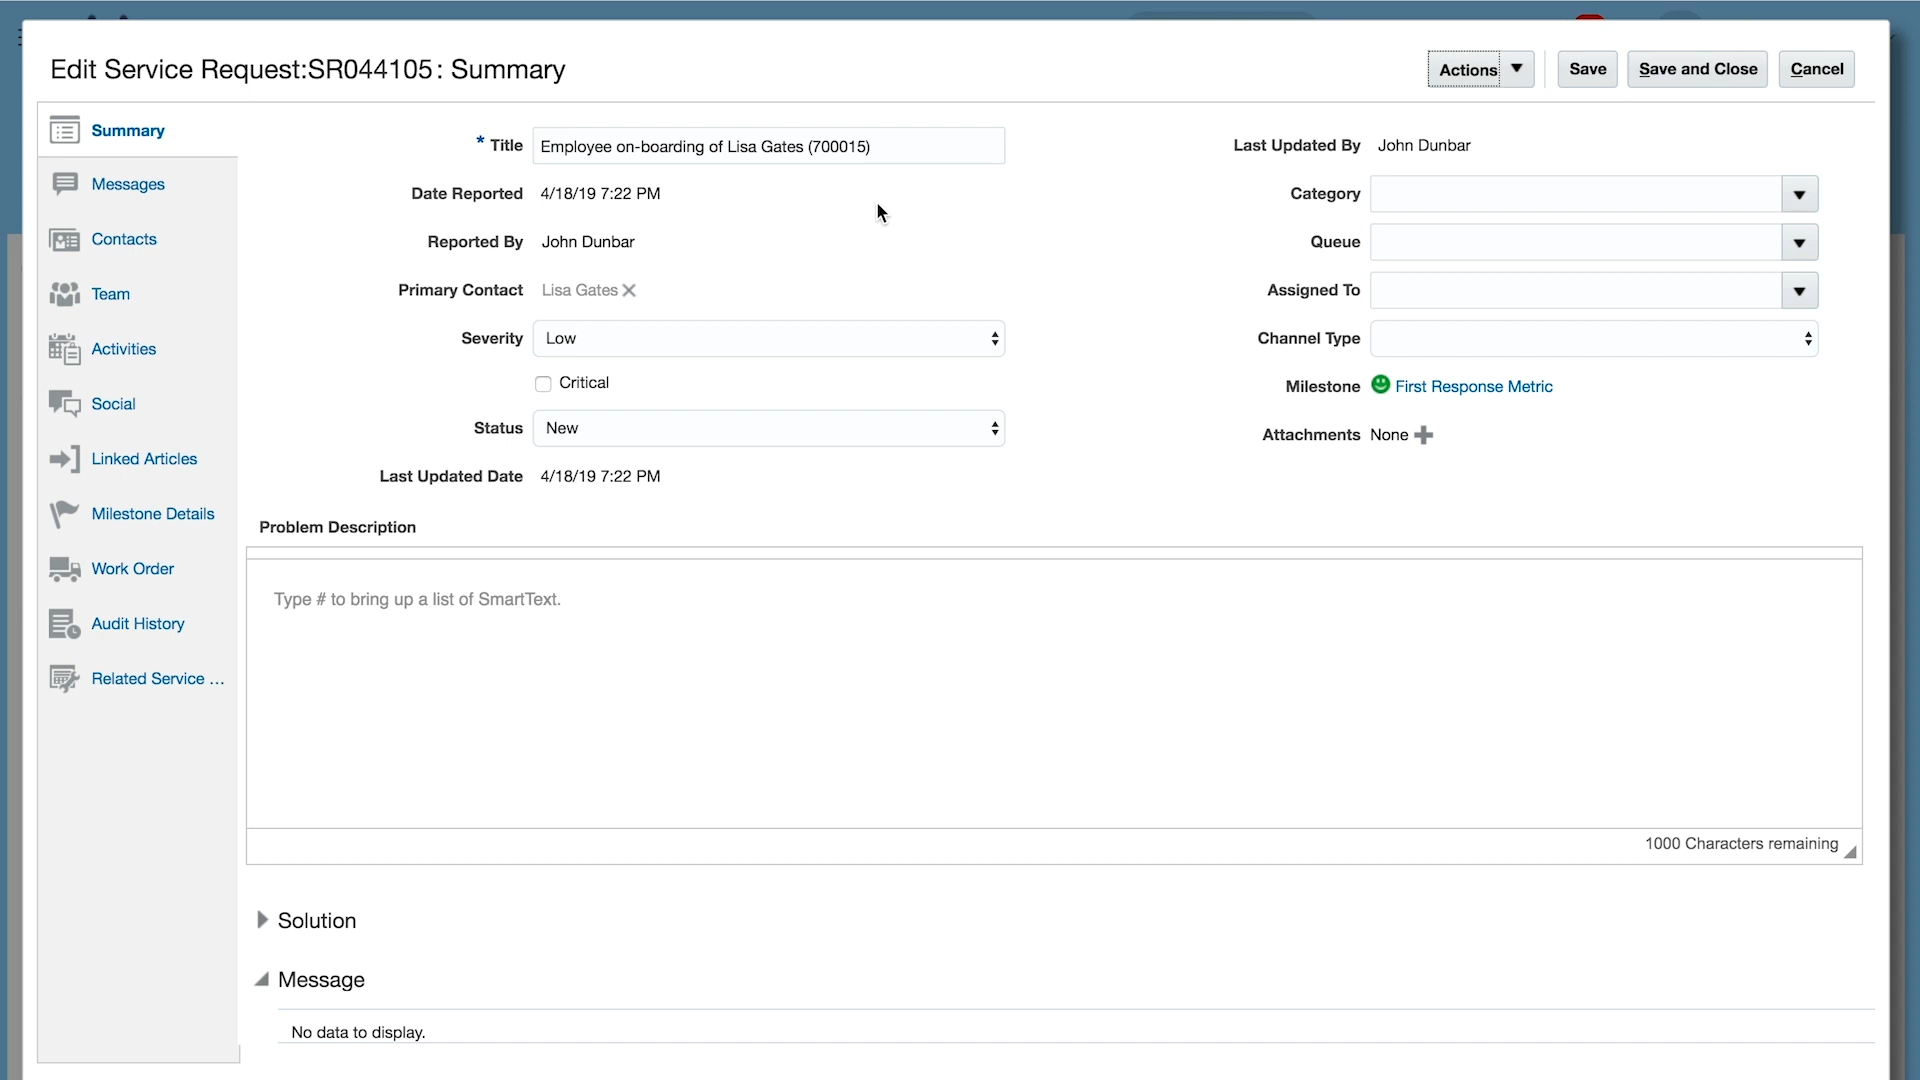 Edit Service Request:SR044105: Summary
Actions
Save
Save and Close
Cancel
Summary
Messages
Contacts
Team
Activities
Social
Linked Articles
Milestone Details
Work Order
Audit History
Related Service ...
* Title Employee on-boarding of Lisa Gates (700015)
Date Reported 4/18/19 7:22 PM
Reported By John Dunbar
Primary Contact Lisa Gates
Severity Low
Critical
Status New
Last Updated Date 4/18/19 7:22 PM
Last Updated By John Dunbar
Category
Queue
Assigned To
Channel Type
Milestone First Response Metric
Attachments None
Problem Description
Type # to bring up a list of SmartText.
1000 Characters remaining
Solution
Message
No data to display.